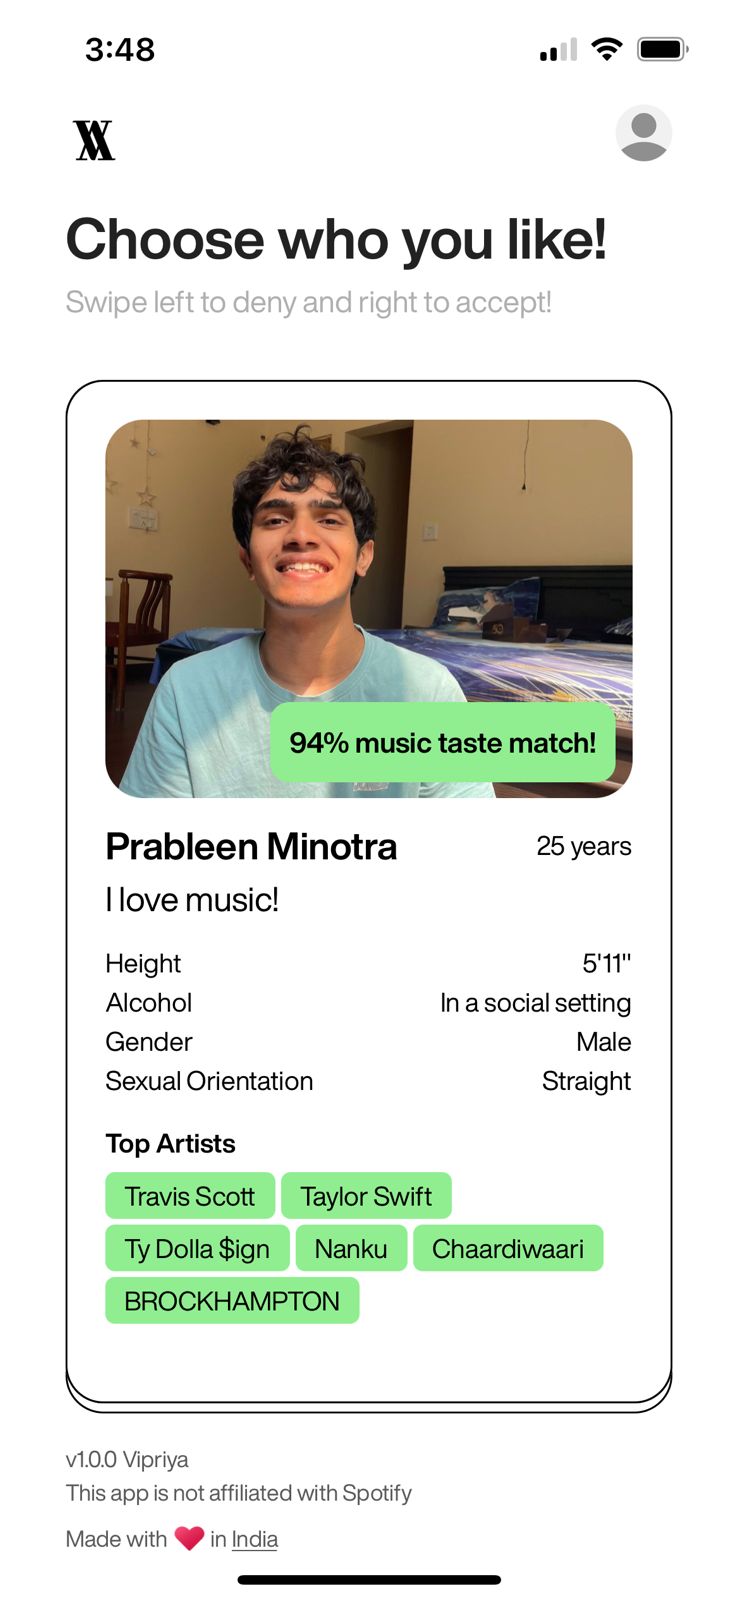 3:48
Choose who you like!
Swipe left to deny and right to accept!
94% music taste match!
Prableen Minotra 25 years
I love music!
Height 5'11"
Alcohol In a social setting
Gender Male
Sexual Orientation Straight
Top Artists
Travis Scott Taylor Swift
Ty Dolla $ign Nanku Chaardiwaari
BROCKHAMPTON
v1.0.0 Vipriya
This app is not affiliated with Spotify
Made with ❤️ in India